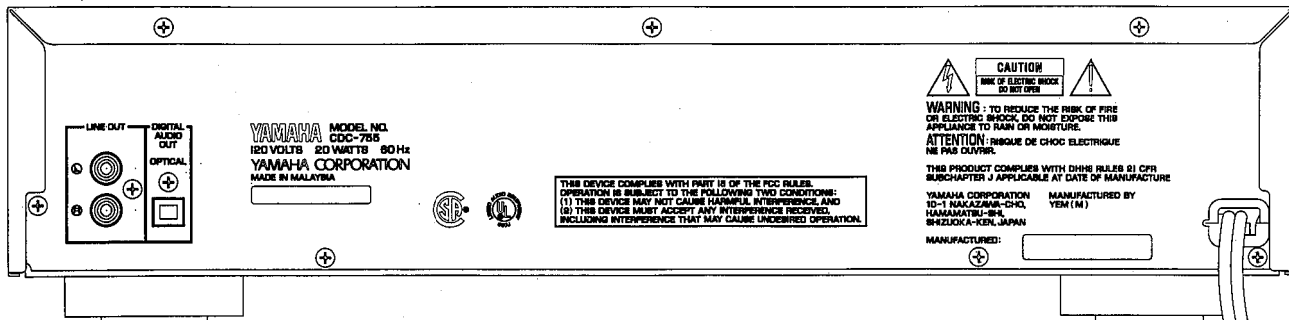 LINE OUT
DIGITAL
AUDIO
OUT
OPTICAL
L
R
YAMAHA MODEL NO.
CDC-755
120 VOLTS 20 WATTS 60 Hz
YAMAHA CORPORATION
MADE IN MALAYSIA
SA
UL
THIS DEVICE COMPLIES WITH PART 15 OF THE FCC RULES.
OPERATION IS SUBJECT TO THE FOLLOWING TWO CONDITIONS:
(1) THIS DEVICE MAY NOT CAUSE HARMFUL INTERFERENCE, AND
(2) THIS DEVICE MUST ACCEPT ANY INTERFERENCE RECEIVED,
INCLUDING INTERFERENCE THAT MAY CAUSE UNDESIRED OPERATION.
CAUTION
RISK OF ELECTRIC SHOCK
DO NOT OPEN
WARNING : TO REDUCE THE RISK OF FIRE
OR ELECTRIC SHOCK, DO NOT EXPOSE THIS
APPLIANCE TO RAIN OR MOISTURE.
ATTENTION : RISQUE DE CHOC ELECTRIQUE
NE PAS OUVRIR.
THIS PRODUCT COMPLIES WITH DHHS RULES 21 CFR
SUBCHAPTER J APPLICABLE AT DATE OF MANUFACTURE
YAMAHA CORPORATION
10-1 NAKAZAWA-CHO,
HAMAMATSU-SHI,
SHIZUOKA-KEN, JAPAN
MANUFACTURED BY
YEM (M)
MANUFACTURED: